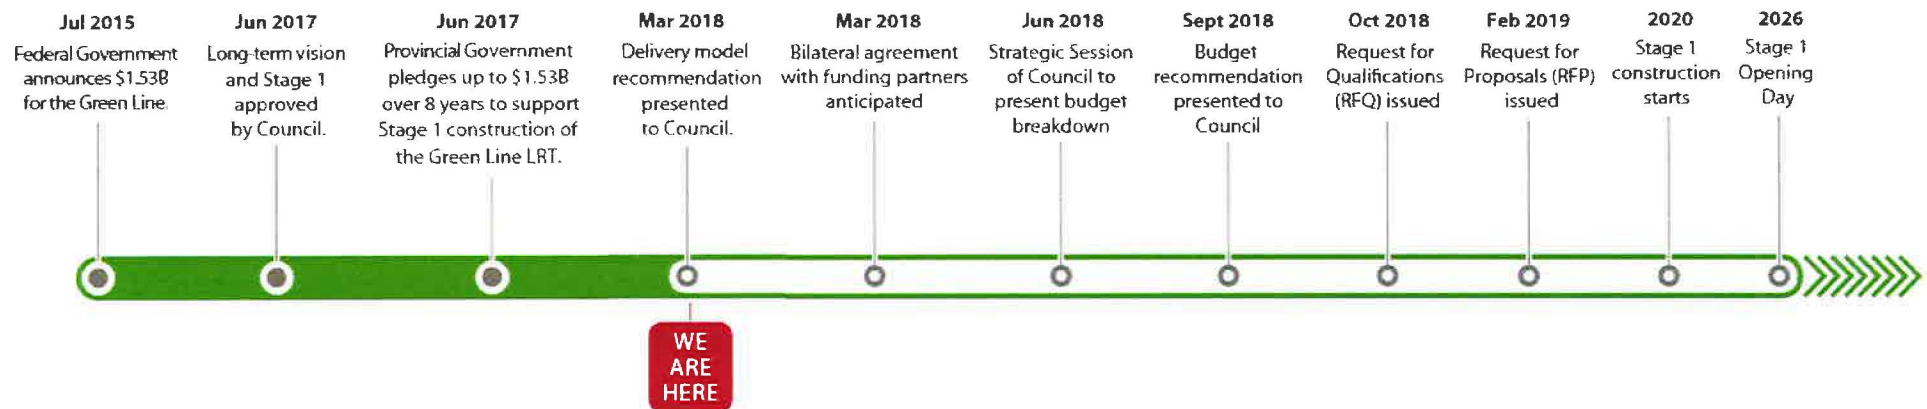 Jul 2015
Federal Government
announces $1.53B
for the Green Line.
Jun 2017
Long-term vision
and Stage 1
approved
by Council.
Jun 2017
Provincial Government
pledges up to $1.53B
over 8 years to support
Stage 1 construction of
the Green Line LRT.
Mar 2018
Delivery model
recommendation
presented
to Council.
Mar 2018
Bilateral agreement
with funding partners
anticipated
Jun 2018
Strategic Session
of Council to
present budget
breakdown
Sept 2018
Budget
recommendation
presented to
Council
Oct 2018
Request for
Qualifications
(RFQ) issued
Feb 2019
Request for
Proposals (RFP)
issued
2020
Stage 1
construction
starts
2026
Stage 1
Opening
Day
WE
ARE
HERE